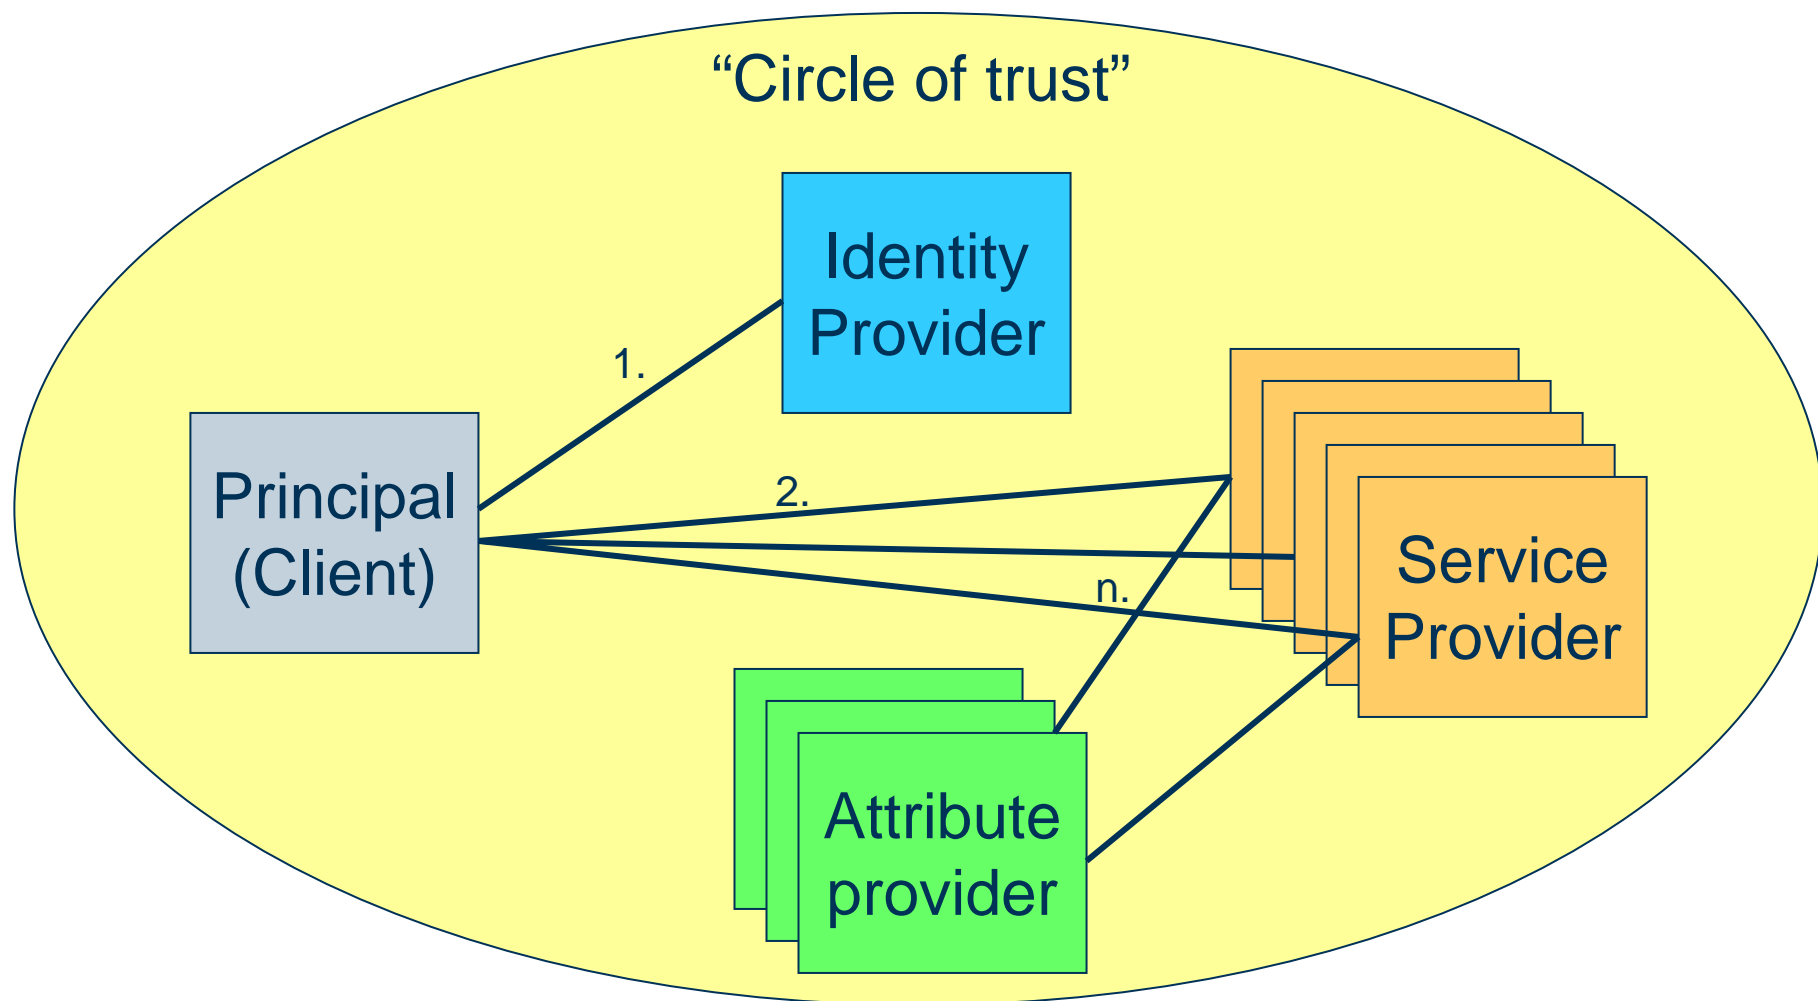 “Circle of trust”
Identity
Provider
1.
Principal
(Client)
2.
n.
Service
Provider
Attribute
provider